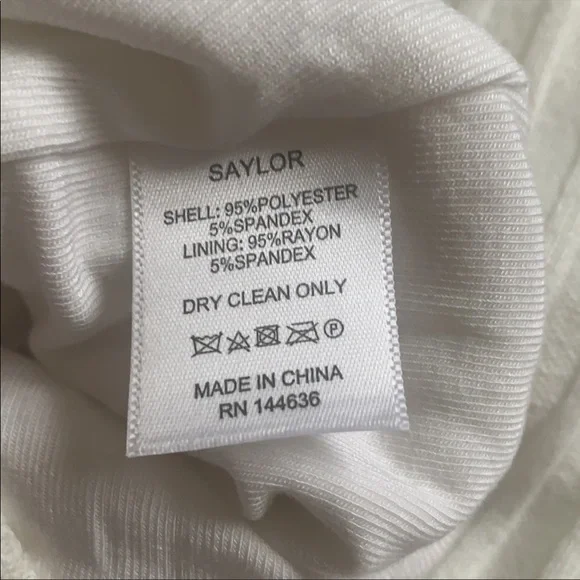 SAYLOR
SHELL: 95%POLYESTER
5%SPANDEX
LINING: 95%RAYON
5%SPANDEX
DRY CLEAN ONLY
P
MADE IN CHINA
RN 144636